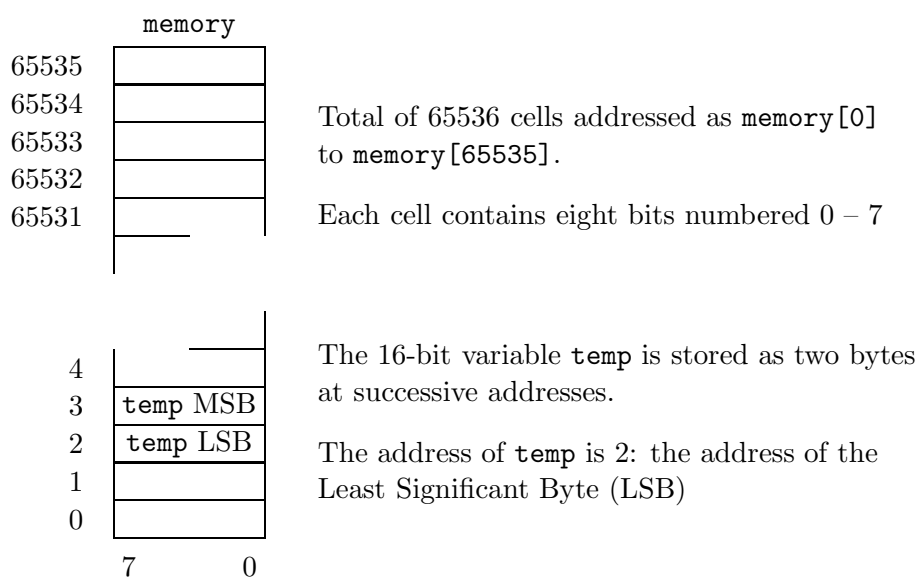 memory
65535
65534
65533
65532
65531
Total of 65536 cells addressed as memory[0]
to memory[65535].
Each cell contains eight bits numbered 0 – 7
4
3 temp MSB
2 temp LSB
1
0
7 0
The 16-bit variable temp is stored as two bytes
at successive addresses.
The address of temp is 2: the address of the
Least Significant Byte (LSB)